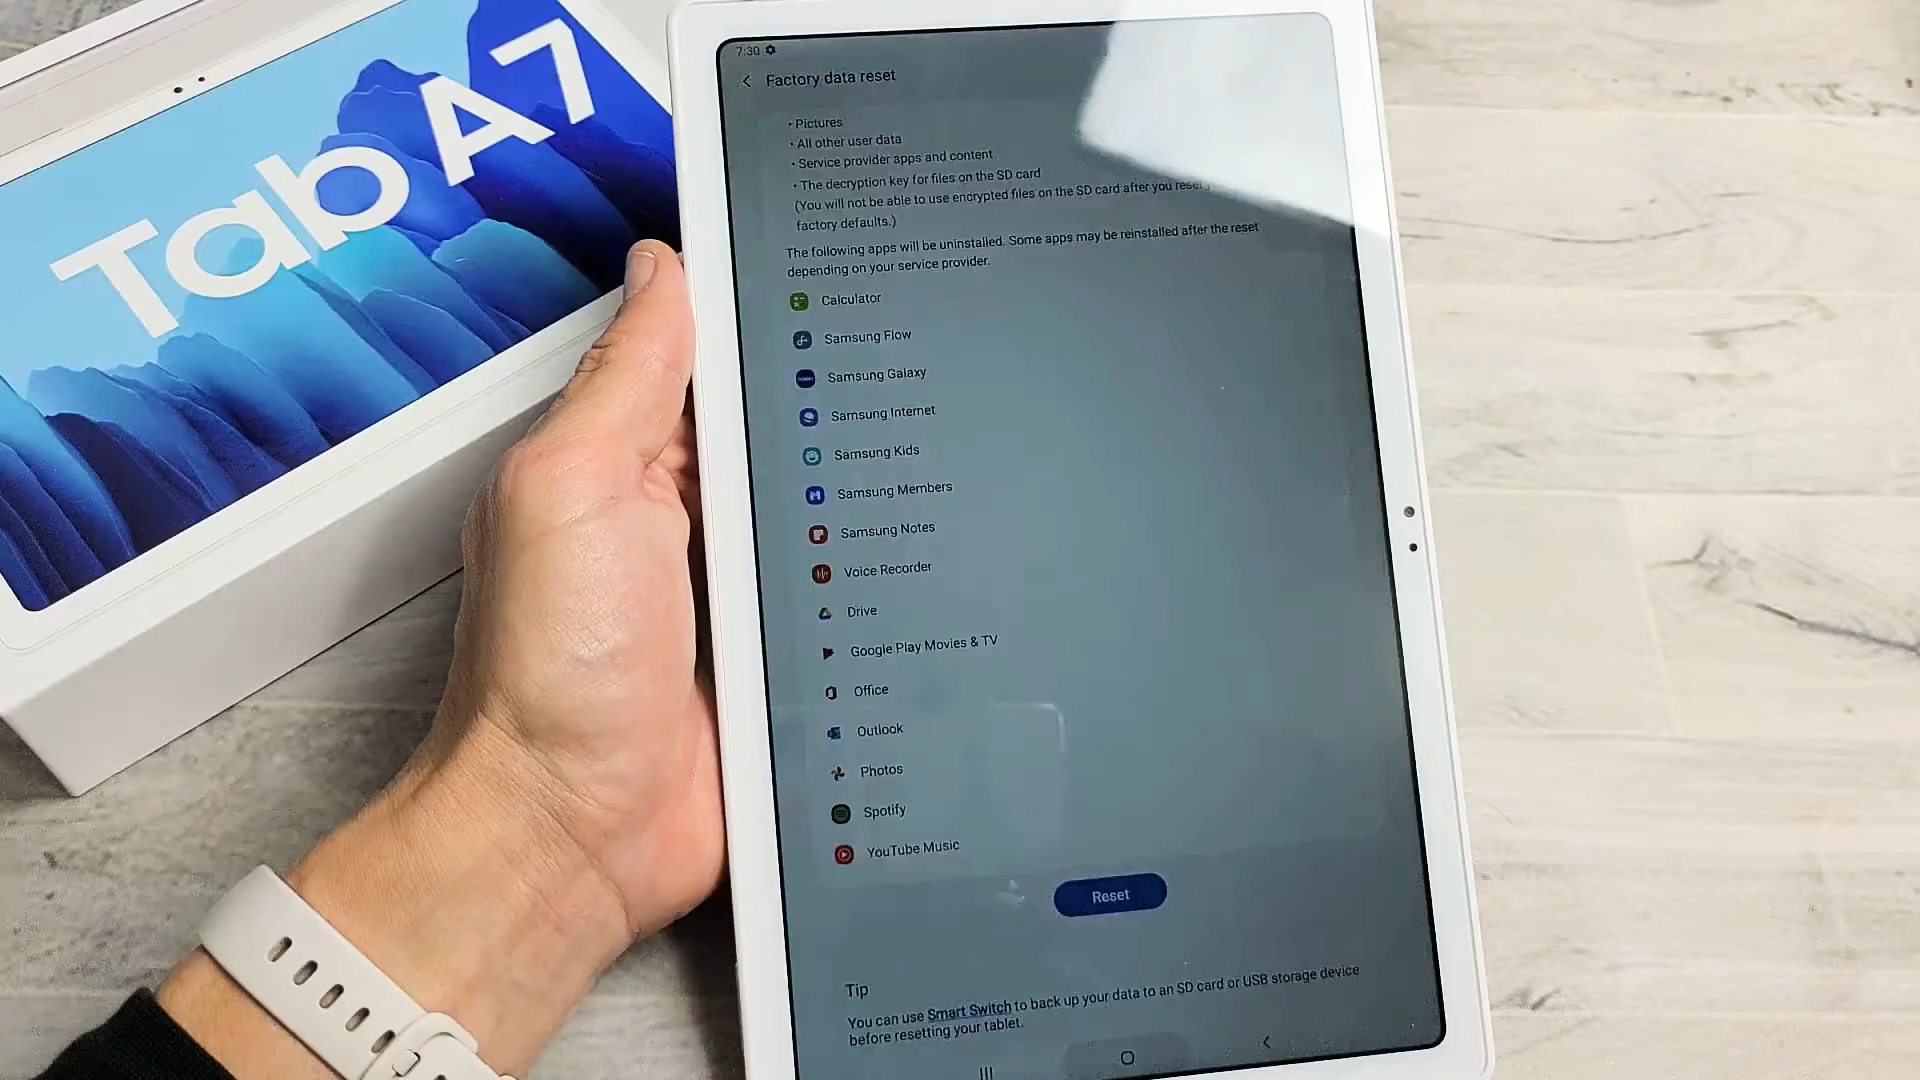 Tab A7
7:30
Factory data reset
• Pictures
• All other user data
• Service provider apps and content
• The decryption key for files on the SD card
(You will not be able to use encrypted files on the SD card after you reset
factory defaults.)
The following apps will be uninstalled. Some apps may be reinstalled after the reset
depending on your service provider.
Calculator
Samsung Flow
Samsung Galaxy
Samsung Internet
Samsung Kids
Samsung Members
Samsung Notes
Voice Recorder
Drive
Google Play Movies & TV
Office
Outlook
Photos
Spotify
YouTube Music
Reset
Tip
You can use Smart Switch to back up your data to an SD card or USB storage device
before resetting your tablet.